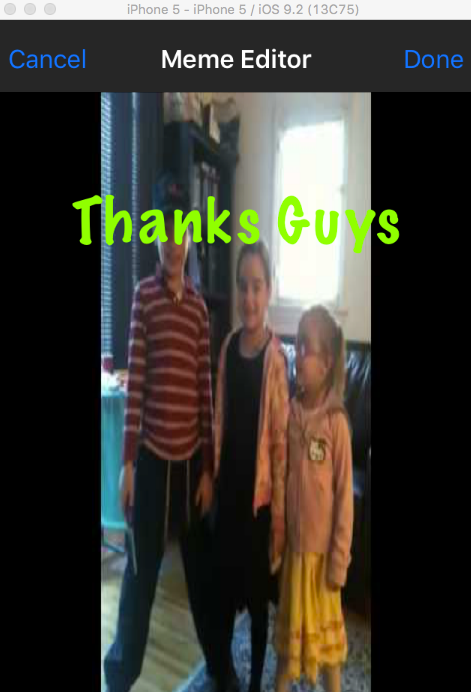 iPhone 5 - iPhone 5 / iOS 9.2 (13C75)
Cancel Meme Editor Done
Thanks Guys